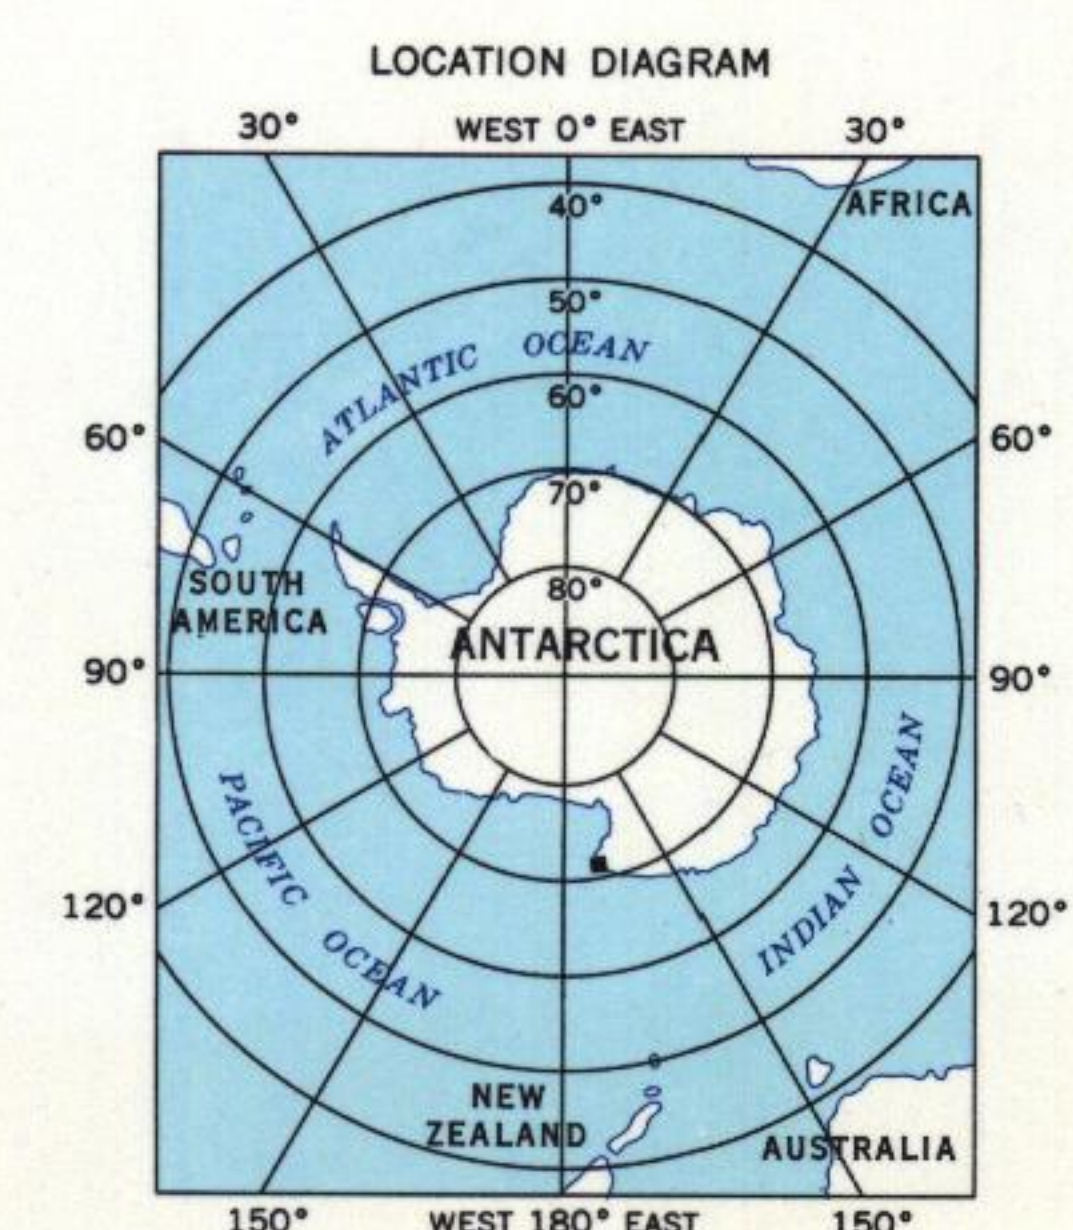 LOCATION DIAGRAM
30° WEST 0° EAST 30°
AFRICA
40°
50°
ATLANTIC OCEAN
60°
60° 60°
70°
SOUTH
AMERICA
80°
ANTARCTICA
90° 90°
PACIFIC OCEAN
INDIAN OCEAN
120° 120°
NEW
ZEALAND
AUSTRALIA
150° WEST 180° EAST 150°